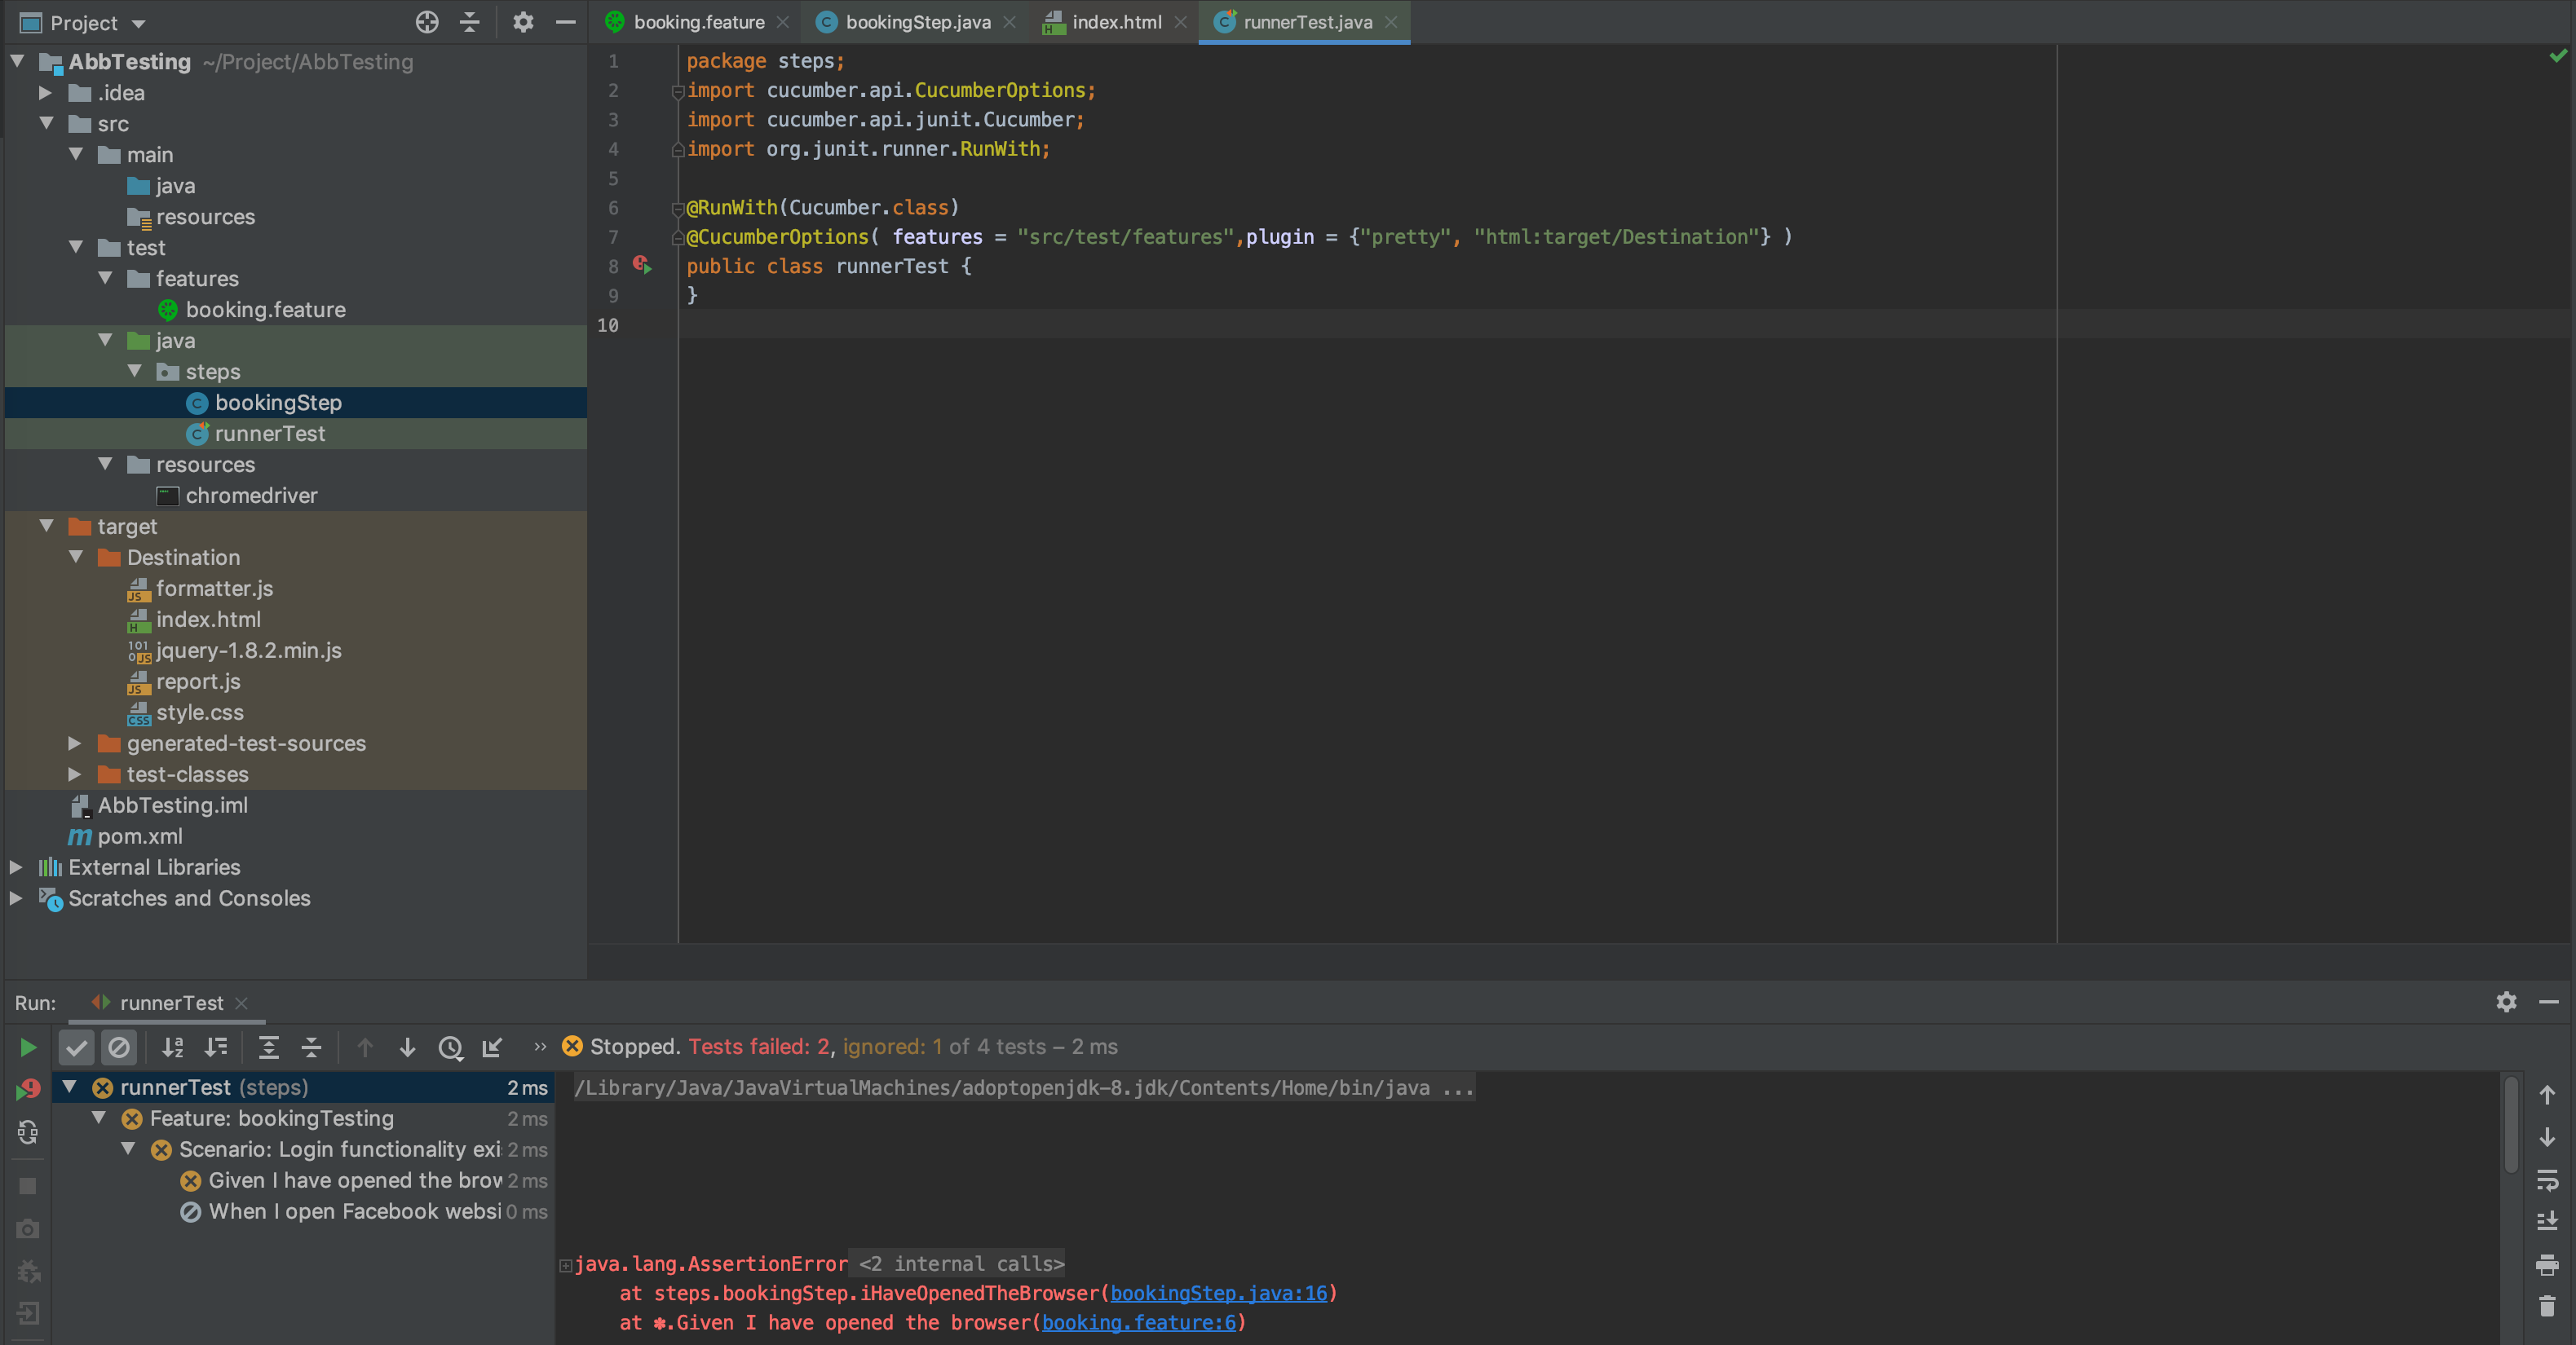 Project
booking.feature
bookingStep.java
index.html
runnerTest.java
AbbTesting ~/Project/AbbTesting
.idea
src
main
java
resources
test
features
booking.feature
java
steps
bookingStep
runnerTest
resources
chromedriver
target
Destination
formatter.js
index.html
jquery-1.8.2.min.js
report.js
style.css
generated-test-sources
test-classes
AbbTesting.iml
pom.xml
External Libraries
Scratches and Consoles
1 package steps;
2 import cucumber.api.CucumberOptions;
3 import cucumber.api.junit.Cucumber;
4 import org.junit.runner.RunWith;
5
6 @RunWith(Cucumber.class)
7 @CucumberOptions( features = "src/test/features",plugin = {"pretty", "html:target/Destination"} )
8 public class runnerTest {
9 }
10
Run: runnerTest
Stopped. Tests failed: 2, ignored: 1 of 4 tests – 2 ms
runnerTest (steps) 2 ms
Feature: bookingTesting 2 ms
Scenario: Login functionality exi 2 ms
Given I have opened the brow 2 ms
When I open Facebook websi 0 ms
/Library/Java/JavaVirtualMachines/adoptopenjdk-8.jdk/Contents/Home/bin/java ...
java.lang.AssertionError <2 internal calls>
at steps.bookingStep.iHaveOpenedTheBrowser(bookingStep.java:16)
at ✽.Given I have opened the browser(booking.feature:6)